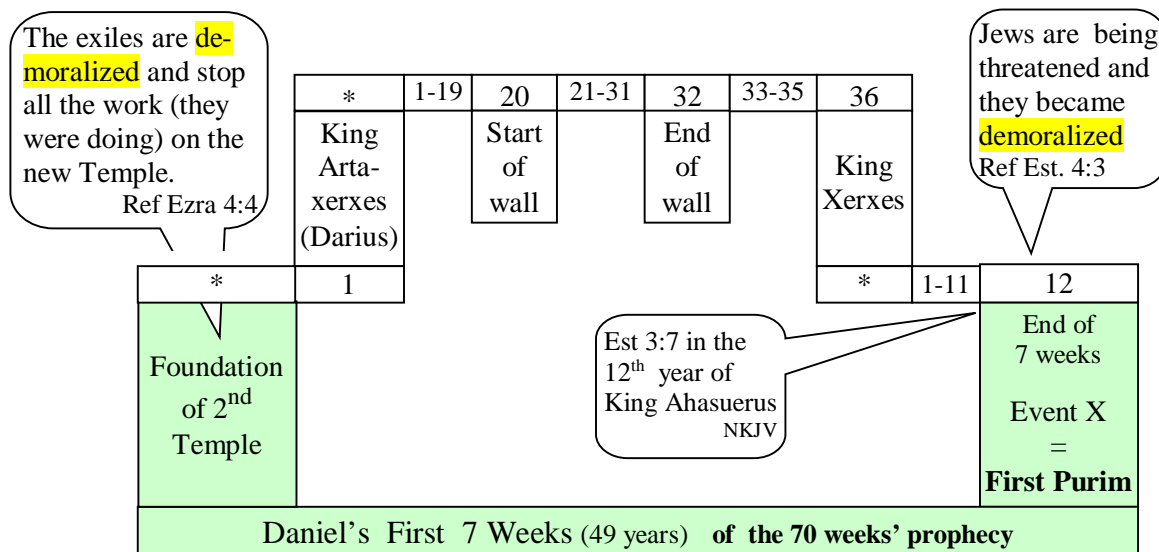 The exiles are de-
moralized and stop
all the work (they
were doing) on the
new Temple.
Ref Ezra 4:4
* 1-19 20 21-31 32 33-35 36
King
Arta-
xerxes
(Darius)
Start
of
wall
End
of
wall
King
Xerxes
Jews are being
threatened and
they became
demoralized
Ref Est. 4:3
* 1 * 1-11 12
Foundation
of 2nd
Temple
Est 3:7 in the
12th year of
King Ahasuerus
NKJV
End of
7 weeks
Event X
=
First Purim
Daniel's First 7 Weeks (49 years) of the 70 weeks' prophecy